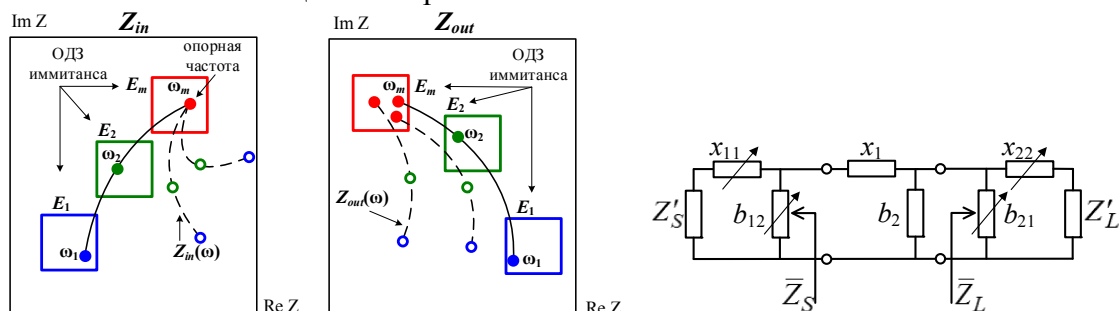 Im Z
Z_in
ОДЗ
иммитанса
опорная
частота
E_m
ω_m
E_2
ω_2
E_1
ω_1
Z_in(ω)
Re Z
Im Z
Z_out
ОДЗ
иммитанса
ω_m
E_m
E_2
ω_2
Z_out(ω)
E_1
ω_1
Re Z
x_11
x_1
x_22
Z'_S
b_12
b_2
b_21
Z'_L
Z̅_S
Z̅_L